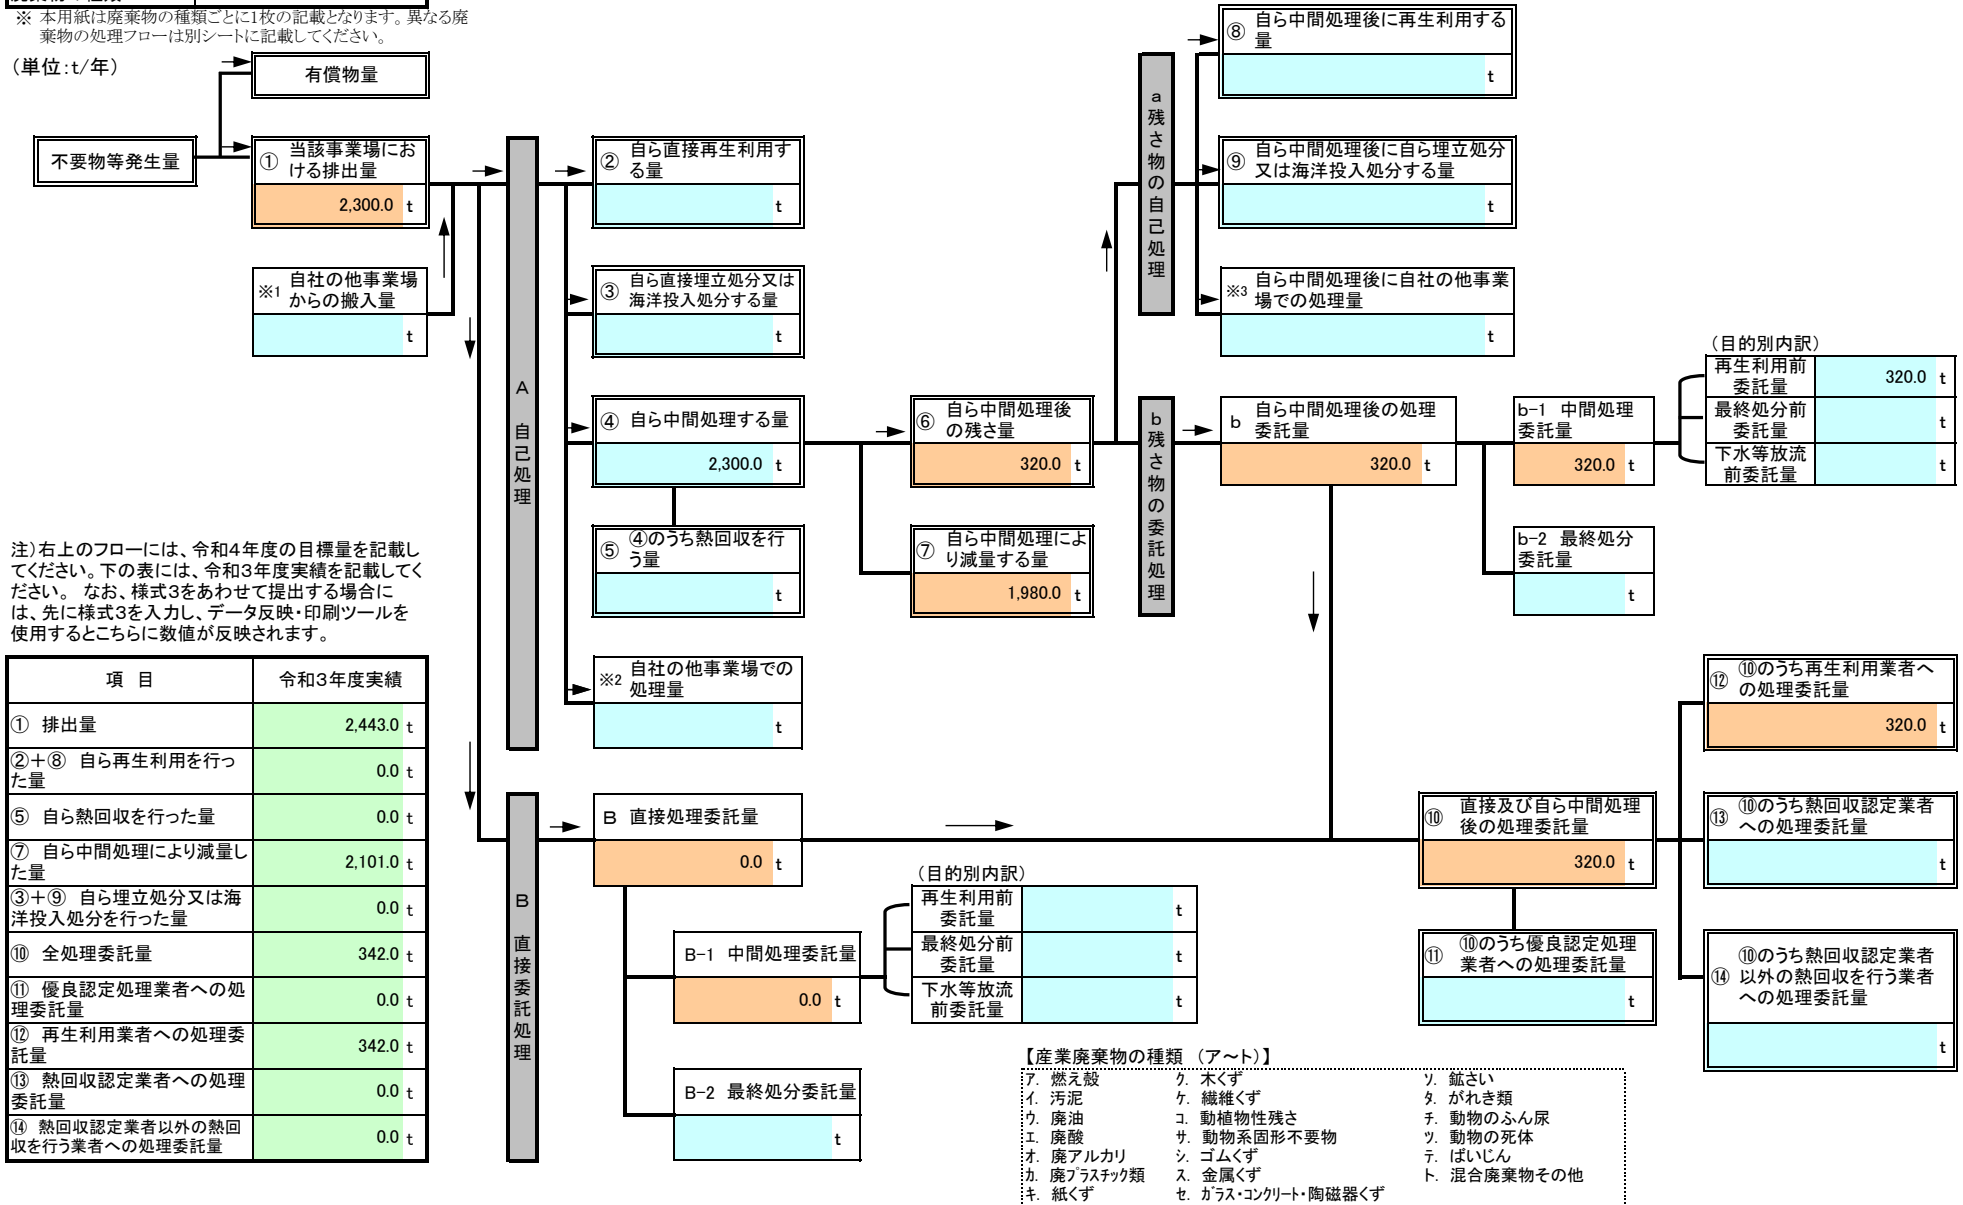 ※ 本用紙は廃棄物の種類ごとに1枚の記載となります。異なる廃
棄物の処理フローは別シートに記載してください。
(単位:t/年)
有償物量
不要物等発生量
① 当該事業場にお
ける排出量
2,300.0 t
※1 自社の他事業場
からの搬入量
t
A 自己処理
② 自ら直接再生利用す
る量
t
③ 自ら直接埋立処分又は
海洋投入処分する量
t
④ 自ら中間処理する量
2,300.0 t
⑤ ④のうち熱回収を行
う量
t
※2 自社の他事業場での
処理量
t
⑥ 自ら中間処理後
の残さ量
320.0 t
⑦ 自ら中間処理によ
り減量する量
1,980.0 t
a残さ物の自己処理
⑧ 自ら中間処理後に再生利用する
量
t
⑨ 自ら中間処理後に自ら埋立処分
又は海洋投入処分する量
t
※3 自ら中間処理後に自社の他事業
場での処理量
t
b残さ物の委託処理
b 自ら中間処理後の処理
委託量
320.0 t
b-1 中間処理
委託量
320.0 t
(目的別内訳)
再生利用前
委託量
320.0 t
最終処分前
委託量
t
下水等放流
前委託量
t
b-2 最終処分
委託量
t
注)右上のフローには、令和4年度の目標量を記載し
てください。下の表には、令和3年度実績を記載してく
ださい。 なお、様式3をあわせて提出する場合に
は、先に様式3を入力し、データ反映・印刷ツールを
使用するとこちらに数値が反映されます。
項 目 令和3年度実績
① 排出量 2,443.0 t
②+⑧ 自ら再生利用を行っ
た量
0.0 t
⑤ 自ら熱回収を行った量 0.0 t
⑦ 自ら中間処理により減量し
た量
2,101.0 t
③+⑨ 自ら埋立処分又は海
洋投入処分を行った量
0.0 t
⑩ 全処理委託量 342.0 t
⑪ 優良認定処理業者への処
理委託量
0.0 t
⑫ 再生利用業者への処理委
託量
342.0 t
⑬ 熱回収認定業者への処理
委託量
0.0 t
⑭ 熱回収認定業者以外の熱回
収を行う業者への処理委託量
0.0 t
B 直接委託処理
B 直接処理委託量
0.0 t
B-1 中間処理委託量
0.0 t
(目的別内訳)
再生利用前
委託量
t
最終処分前
委託量
t
下水等放流
前委託量
t
B-2 最終処分委託量
t
⑩ 直接及び自ら中間処理
後の処理委託量
320.0 t
⑪ ⑩のうち優良認定処理
業者への処理委託量
t
⑫ ⑩のうち再生利用業者へ
の処理委託量
320.0 t
⑬ ⑩のうち熱回収認定業者
への処理委託量
t
⑭ ⑩のうち熱回収認定業者
以外の熱回収を行う業者
への処理委託量
t
【産業廃棄物の種類 (ア~ト)】
ア. 燃え殻 ク. 木くず ソ. 鉱さい
イ. 汚泥 ケ. 繊維くず タ. がれき類
ウ. 廃油 コ. 動植物性残さ チ. 動物のふん尿
エ. 廃酸 サ. 動物系固形不要物 ツ. 動物の死体
オ. 廃アルカリ シ. ゴムくず テ. ばいじん
カ. 廃プラスチック類 ス. 金属くず ト. 混合廃棄物その他
キ. 紙くず セ. ガラス・コンクリート・陶磁器くず